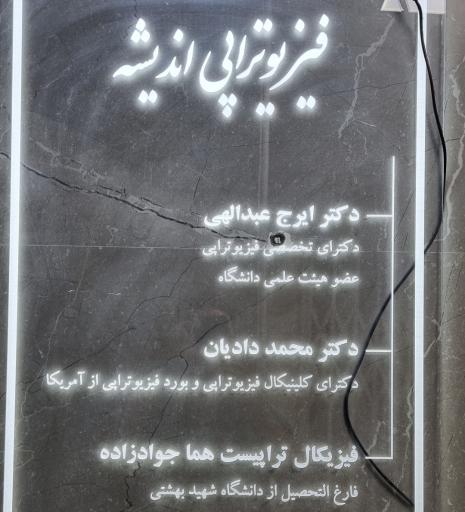 فیزیوتراپی اندیشه
دکتر ایرج عبدالهی
دکترای تخصصی فیزیوتراپی
عضو هیئت علمی دانشگاه
دکتر محمد دادیان
دکترای کلینیکال فیزیوتراپی و بورد فیزیوتراپی از آمریکا
فیزیکال تراپیست هما جوادزاده
فارغ التحصیل از دانشگاه شهید بهشتی